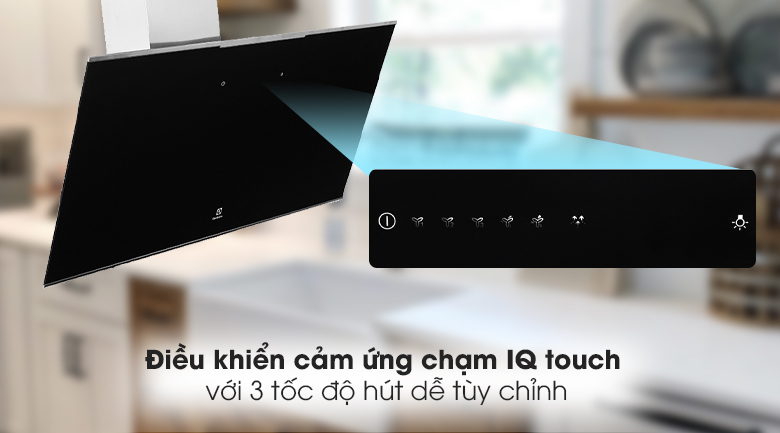 Điều khiển cảm ứng chạm IQ touch
với 3 tốc độ hút dễ tùy chỉnh